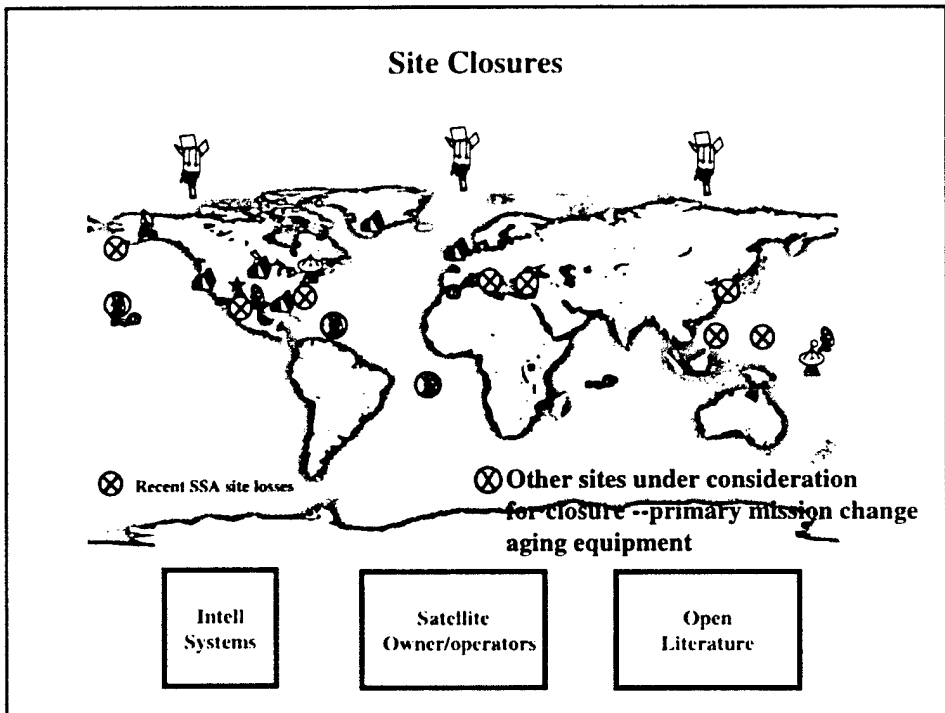 Site Closures
Recent SSA site losses
Other sites under consideration
for closure --primary mission change
aging equipment
Intell
Systems
Satellite
Owner/operators
Open
Literature